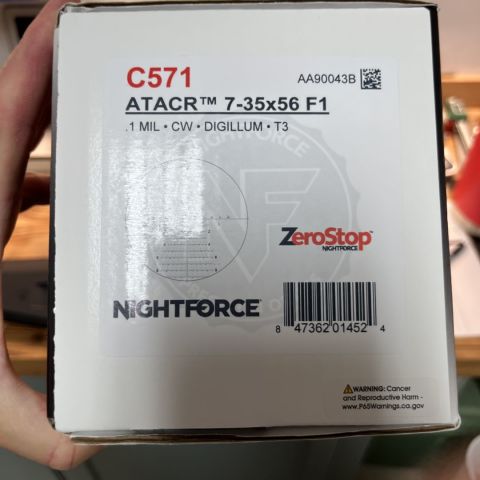 C571
AA90043B
ATACR™ 7-35x56 F1
.1 MIL • CW • DIGILLUM • T3
ZeroStop™
NIGHTFORCE
NIGHTFORCE
8 47362 01452 4
WARNING: Cancer
and Reproductive Harm -
www.P65Warnings.ca.gov